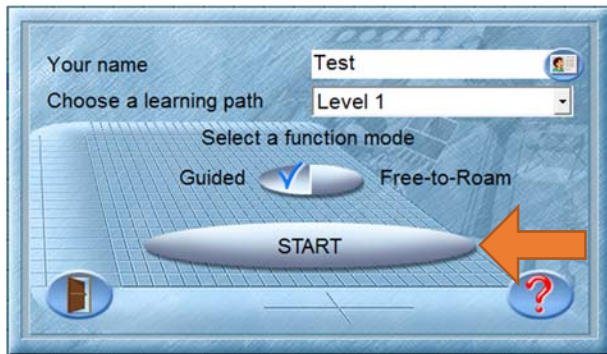 Your name Test
Choose a learning path Level 1
Select a function mode
Guided Free-to-Roam
START
?